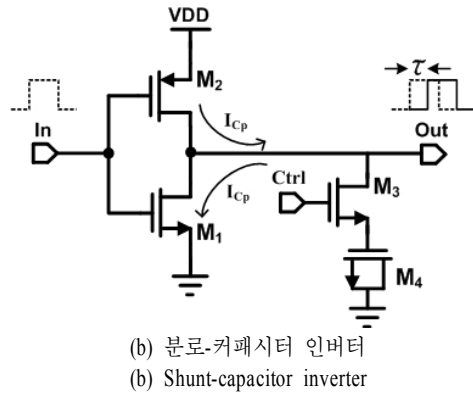 VDD
M2
τ
In
ICp
Out
Ctrl
M3
ICp
M1
M4
(b) 분로-커패시터 인버터
(b) Shunt-capacitor inverter